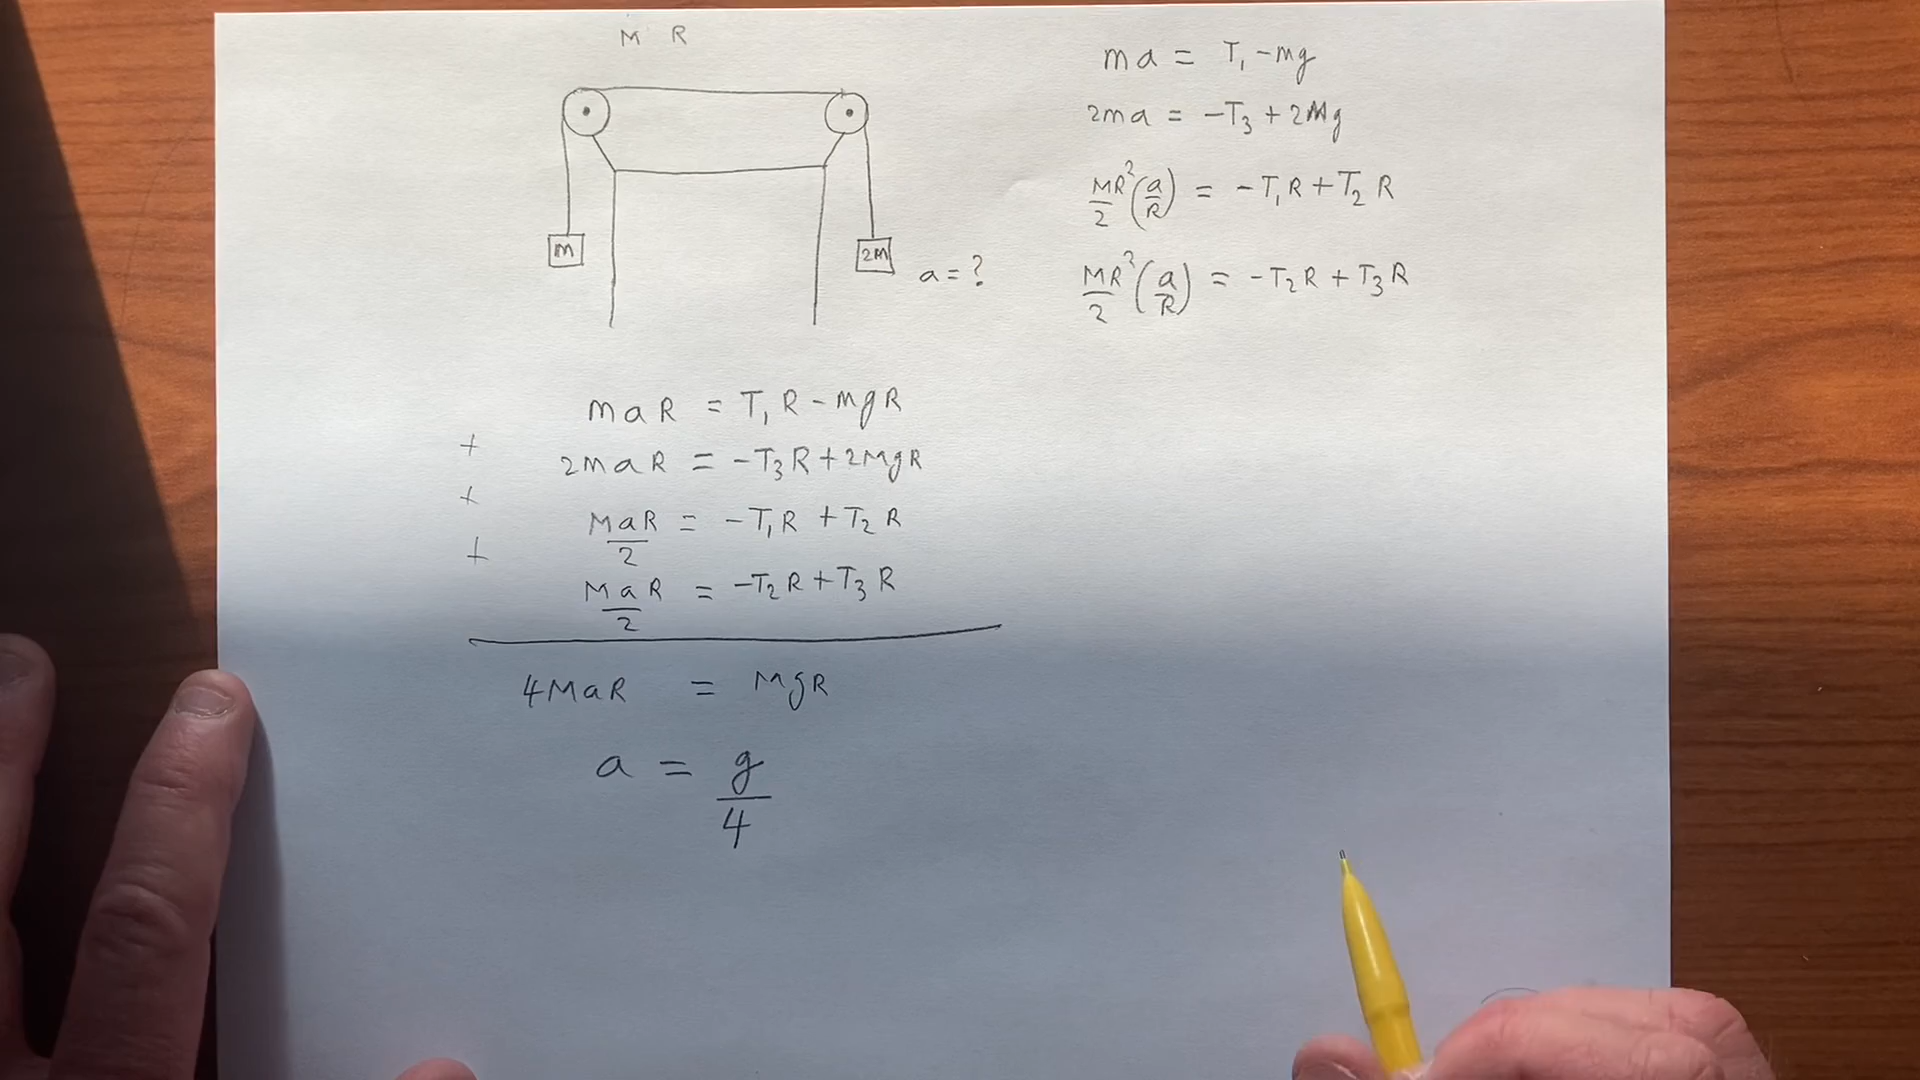 M R
m
2M
a = ?
ma = T₁ - mg
2ma = -T₃ + 2Mg
MR²/2 (a/R) = -T₁R + T₂R
MR²/2 (a/R) = -T₂R + T₃R
maR = T₁R - MgR
+
2maR = -T₃R + 2MgR
+
MaR/2 = -T₁R + T₂R
+
MaR/2 = -T₂R + T₃R
4MaR = MgR
a = g/4